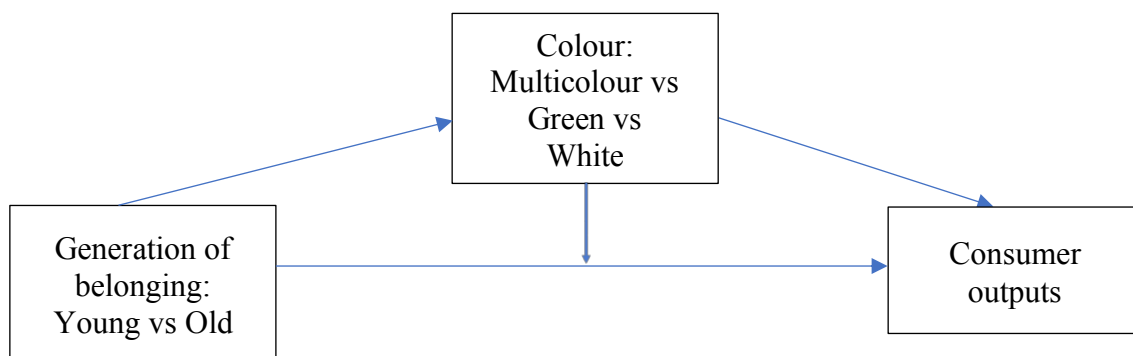 Colour:
Multicolour vs
Green vs
White
Generation of
belonging:
Young vs Old
Consumer
outputs